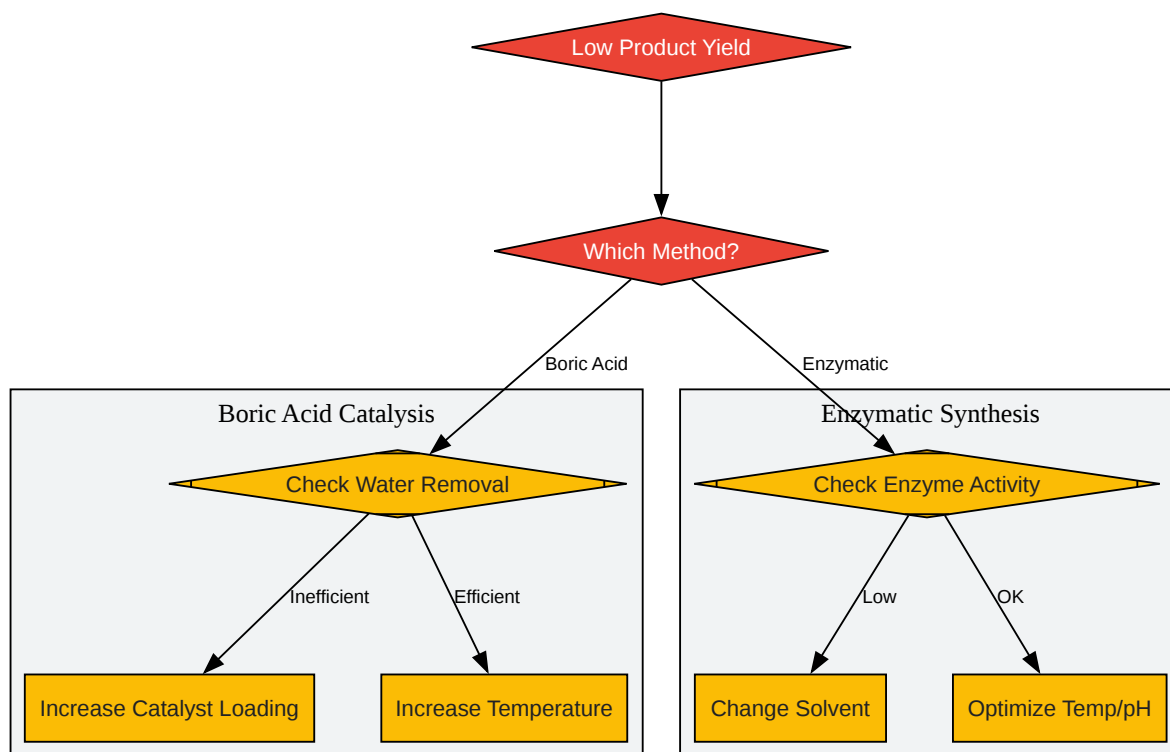 Low Product Yield
Which Method?
Boric Acid
Enzymatic
Boric Acid Catalysis
Enzymatic Synthesis
Check Water Removal
Check Enzyme Activity
Inefficient
Efficient
Low
OK
Increase Catalyst Loading
Increase Temperature
Change Solvent
Optimize Temp/pH